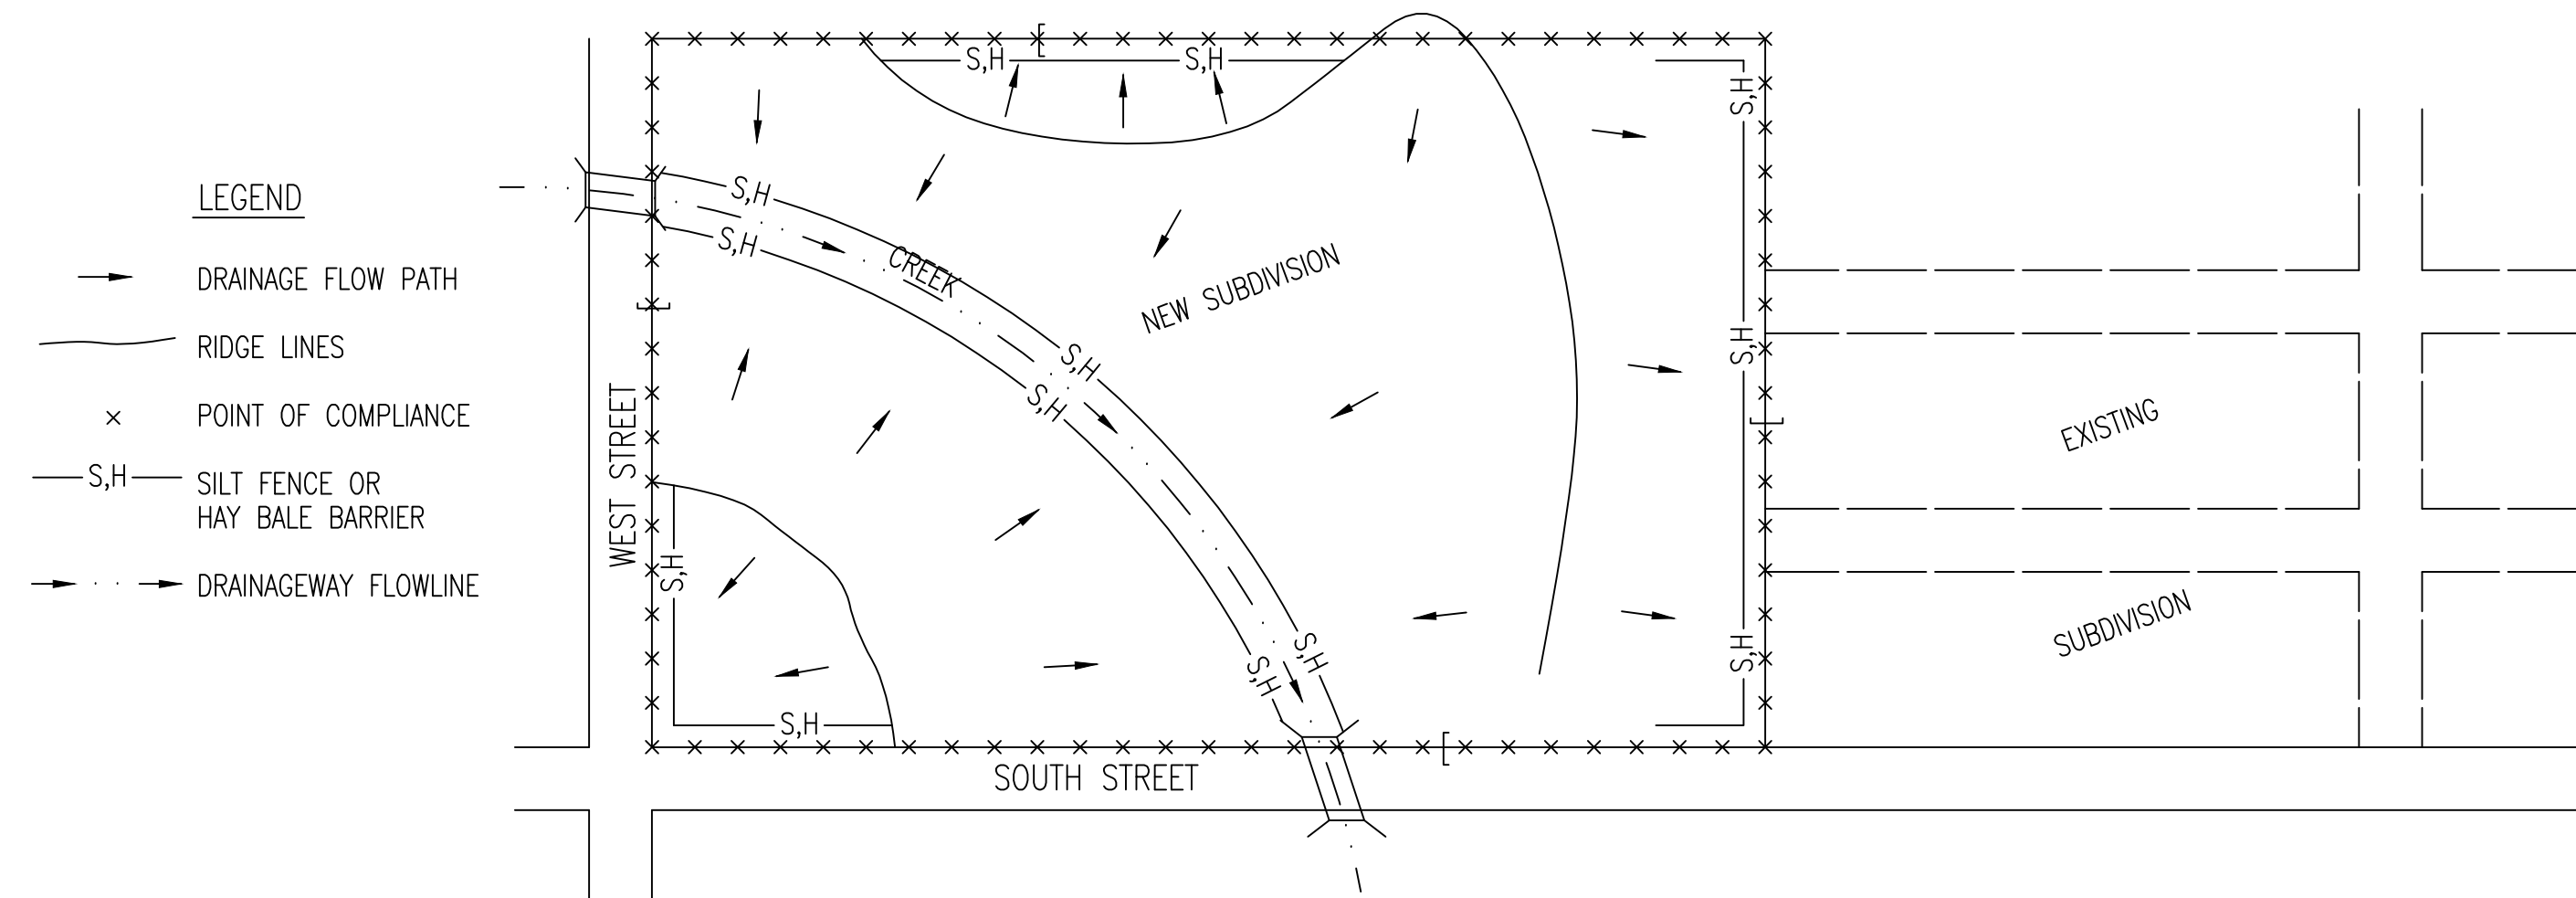 LEGEND
DRAINAGE FLOW PATH
RIDGE LINES
POINT OF COMPLIANCE
S,H
SILT FENCE OR
HAY BALE BARRIER
DRAINAGEWAY FLOWLINE
S,H
S,H
S,H
S,H
S,H
CREEK
NEW SUBDIVISION
S,H
S,H
S,H
WEST STREET
EXISTING
S,H
SUBDIVISION
S,H
S,H
S,H
S,H
SOUTH STREET